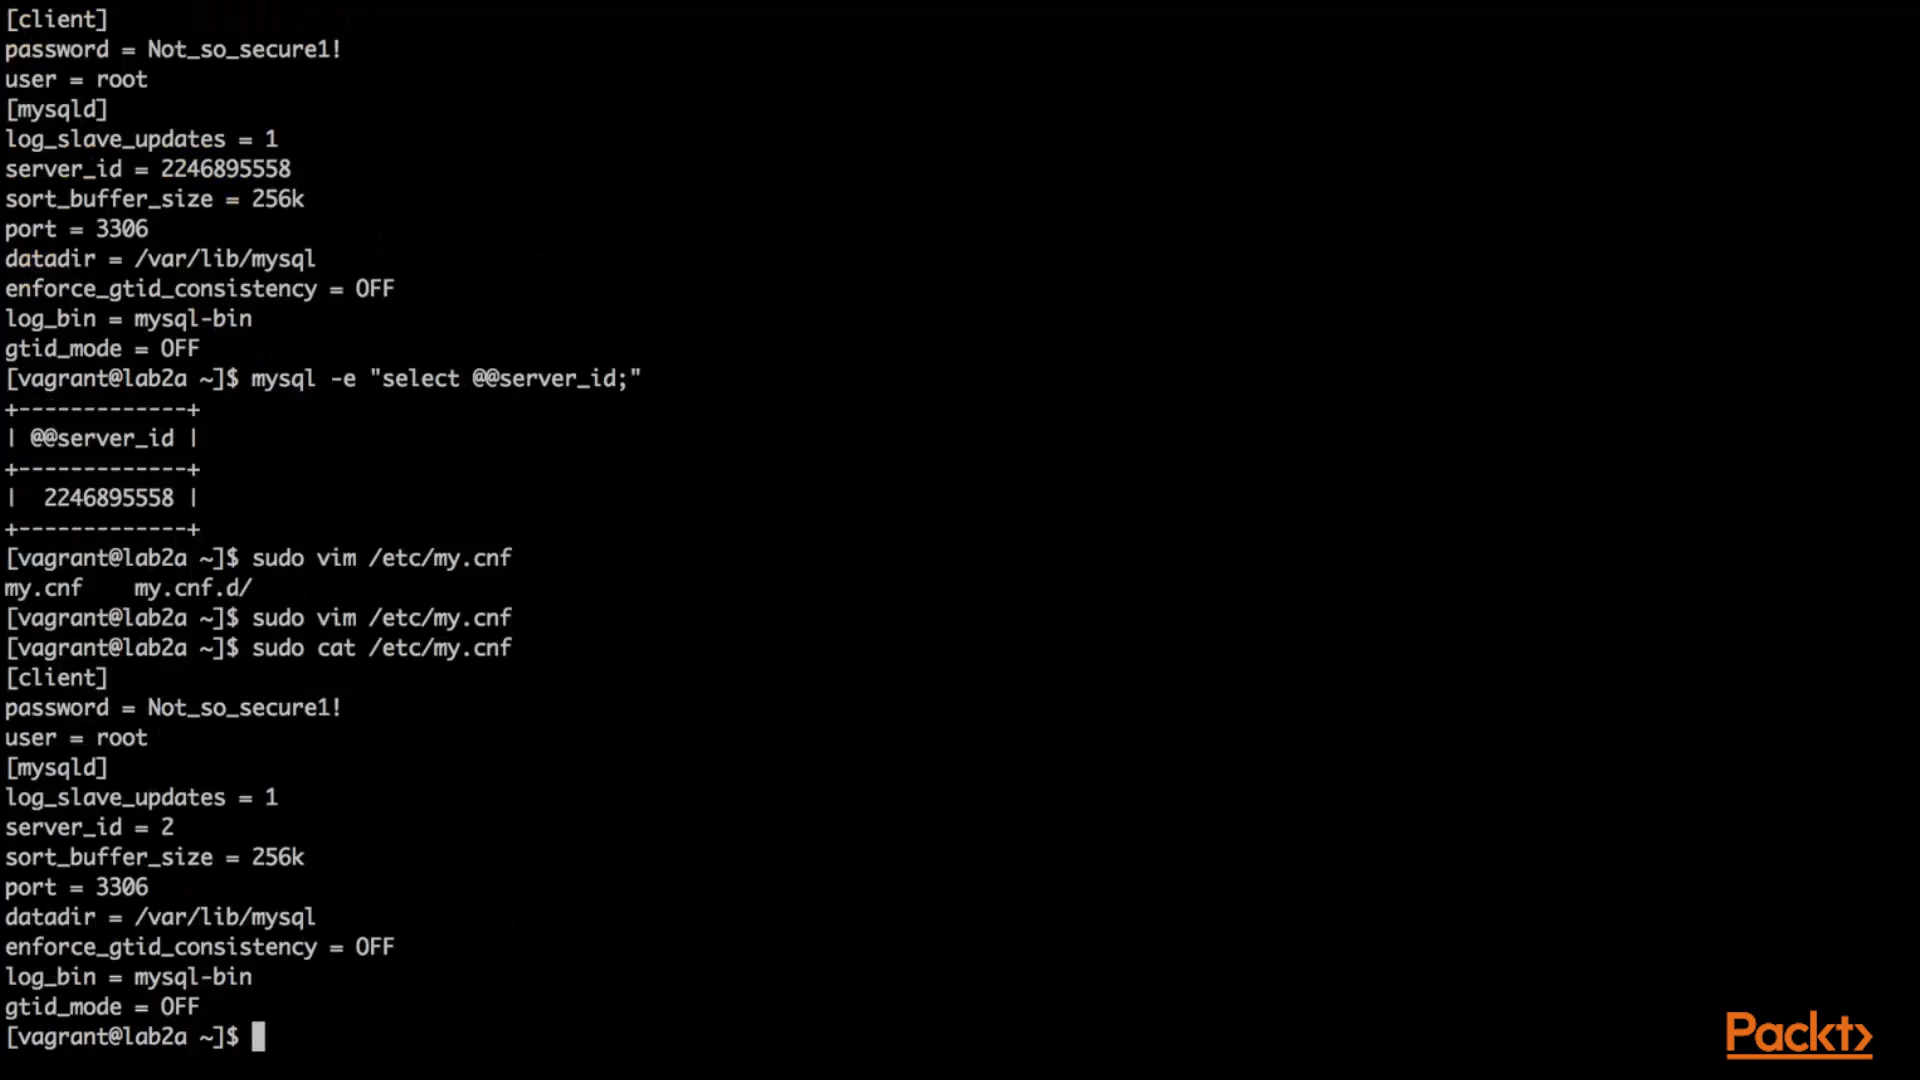 [client]
password = Not_so_secure1!
user = root
[mysqld]
log_slave_updates = 1
server_id = 2246895558
sort_buffer_size = 256k
port = 3306
datadir = /var/lib/mysql
enforce_gtid_consistency = OFF
log_bin = mysql-bin
gtid_mode = OFF
[vagrant@lab2a ~]$ mysql -e "select @@server_id;"
+-------------+
| @@server_id |
+-------------+
|  2246895558 |
+-------------+
[vagrant@lab2a ~]$ sudo vim /etc/my.cnf
my.cnf    my.cnf.d/
[vagrant@lab2a ~]$ sudo vim /etc/my.cnf
[vagrant@lab2a ~]$ sudo cat /etc/my.cnf
[client]
password = Not_so_secure1!
user = root
[mysqld]
log_slave_updates = 1
server_id = 2
sort_buffer_size = 256k
port = 3306
datadir = /var/lib/mysql
enforce_gtid_consistency = OFF
log_bin = mysql-bin
gtid_mode = OFF
[vagrant@lab2a ~]$
Packt>